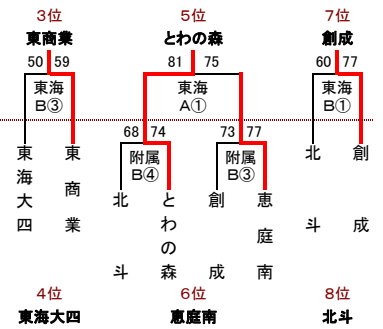 3位 5位 7位
東商業 とわの森 創成
50 59 81 75 60 77
東海 東海 東海
B③ A① B①
68 74 73 77
附属 附属
B④ B③
東海大四 東商業 北斗 とわの森 創成 恵庭南 北斗 創成
4位 6位 8位
東海大四 恵庭南 北斗